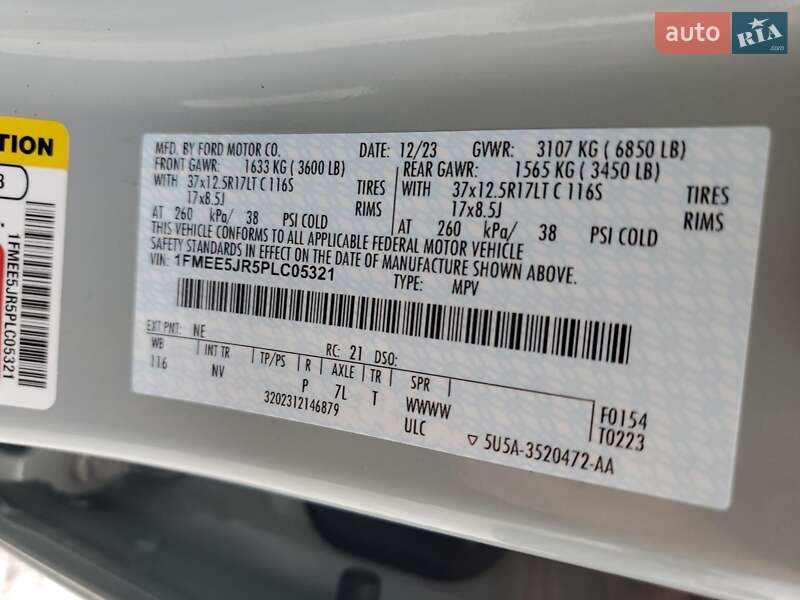 auto RIA .com
TION
3
1FMEE5JR5PLC05321
MFD. BY FORD MOTOR CO.
DATE: 12/23 GVWR: 3107 KG ( 6850 LB)
FRONT GAWR: 1633 KG ( 3600 LB) REAR GAWR: 1565 KG ( 3450 LB)
WITH 37x12.5R17LT C 116S TIRES WITH 37x12.5R17LT C 116S TIRES
17x8.5J RIMS 17x8.5J RIMS
AT 260 kPa/ 38 PSI COLD AT 260 kPa/ 38 PSI COLD
THIS VEHICLE CONFORMS TO ALL APPLICABLE FEDERAL MOTOR VEHICLE
SAFETY STANDARDS IN EFFECT ON THE DATE OF MANUFACTURE SHOWN ABOVE.
VIN: 1FMEE5JR5PLC05321 TYPE: MPV
EXT PNT: NE RC: 21 DSO:
WB INT TR TP/PS R AXLE TR SPR
116 NV P 7L T WWWW F0154
3202312146879 ULC T0223
5U5A-3520472-AA